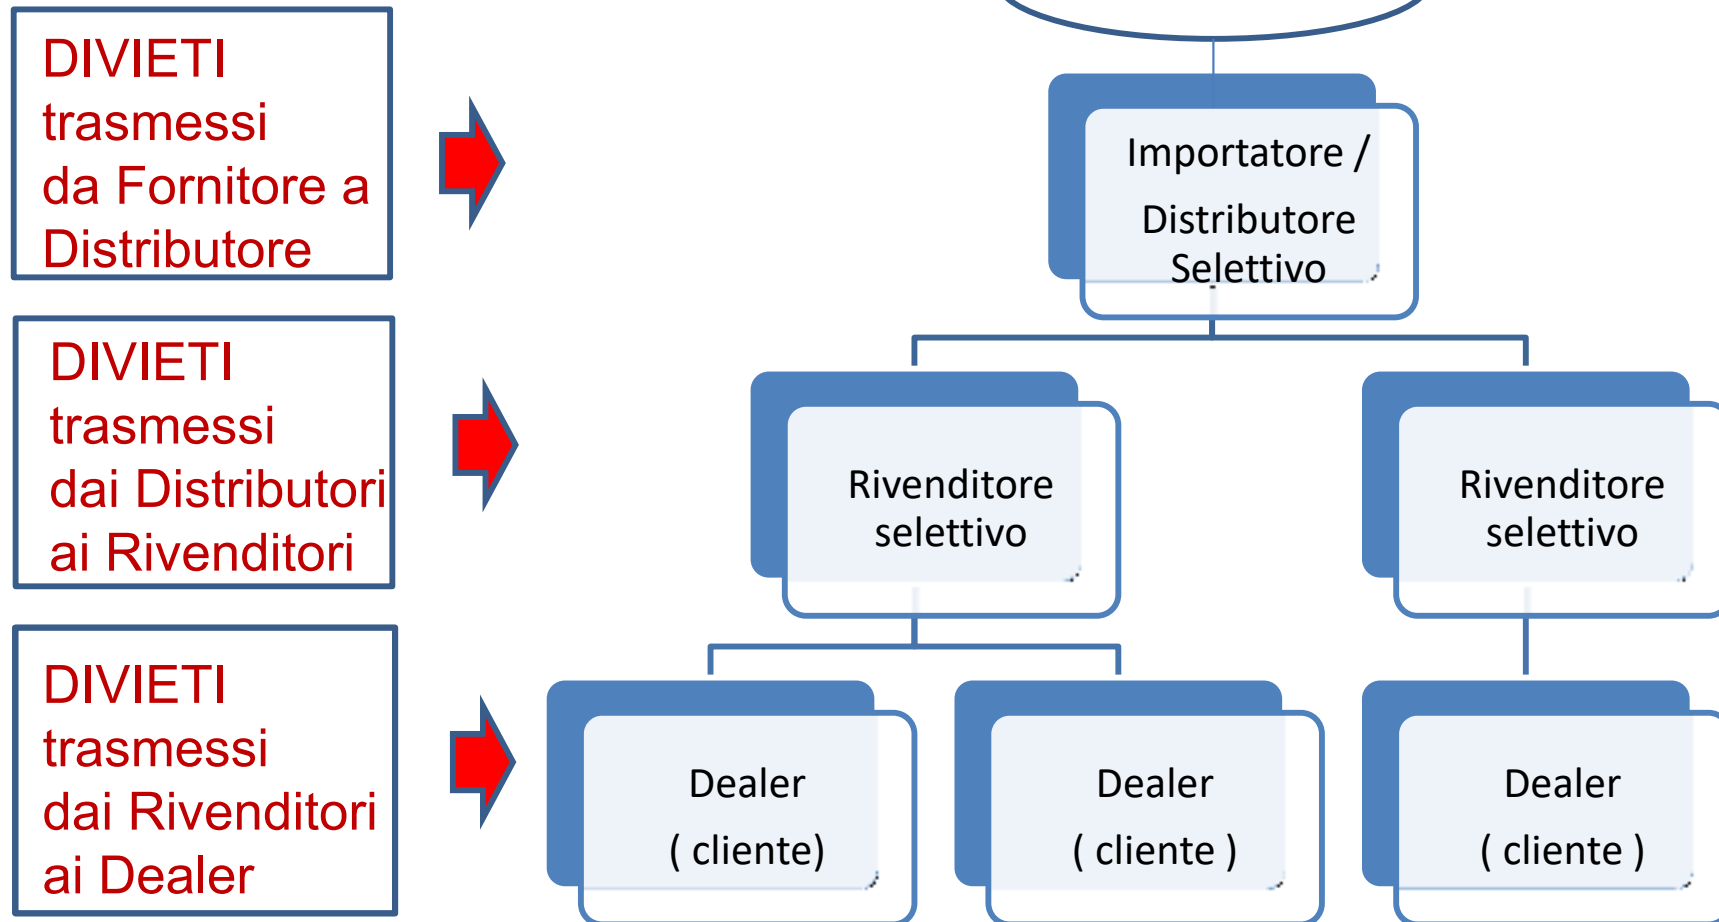 DIVIETI
trasmessi
da Fornitore a
Distributore
Importatore /
Distributore
Selettivo
DIVIETI
trasmessi
dai Distributori
ai Rivenditori
Rivenditore
selettivo
Rivenditore
selettivo
DIVIETI
trasmessi
dai Rivenditori
ai Dealer
Dealer
( cliente)
Dealer
( cliente )
Dealer
( cliente )